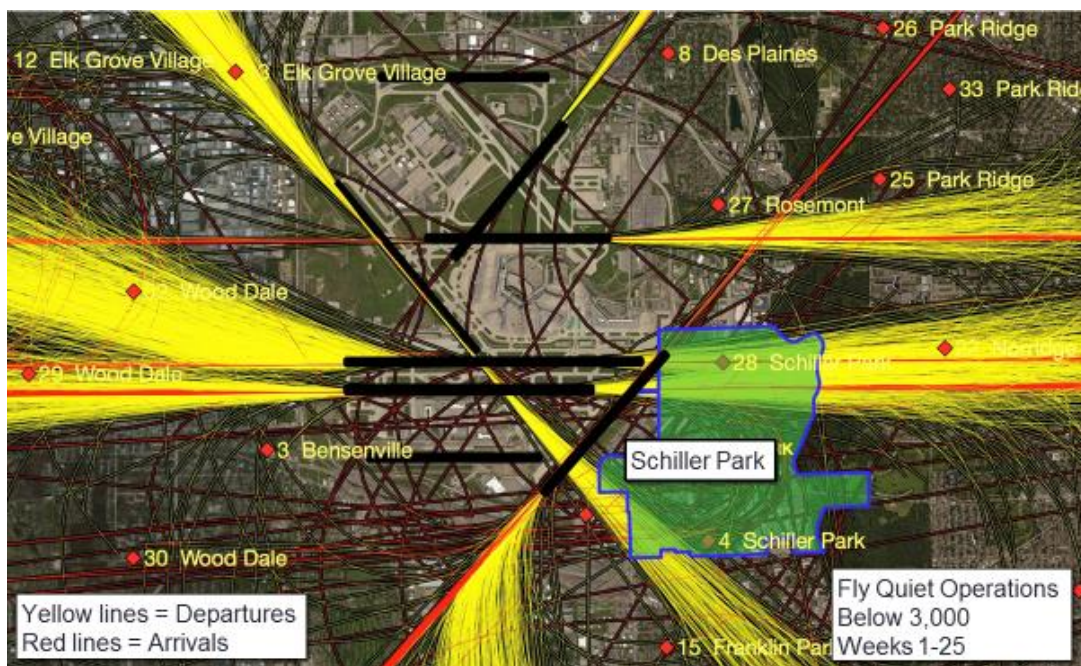 26 Park Ridge
8 Des Plaines
12 Elk Grove Village
3 Elk Grove Village
33 Park Rid
ve Village
25 Park Ridge
27 Rosemont
Wood Dale
28 Schiller Park
Norridge
29 Wood Dale
3 Bensenville
Schiller Park
4 Schiller Park
30 Wood Dale
Yellow lines = Departures
Red lines = Arrivals
Fly Quiet Operations
Below 3,000
Weeks 1-25
15 Franklin Par